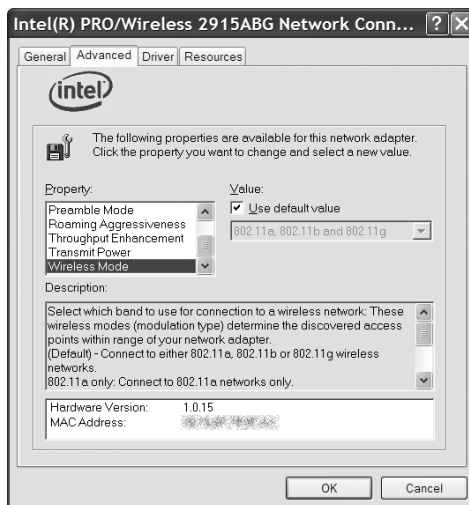 Intel(R) PRO/Wireless 2915ABG Network Conn... ? X
General Advanced Driver Resources
intel
The following properties are available for this network adapter.
Click the property you want to change and select a new value.
Property:
Preamble Mode
Roaming Aggressiveness
Throughput Enhancement
Transmit Power
Wireless Mode
Value:
Use default value
802.11a, 802.11b and 802.11g
Description:
Select which band to use for connection to a wireless network: These
wireless modes (modulation type) determine the discovered access
points within range of your network adapter.
(Default) - Connect to either 802.11a, 802.11b or 802.11g wireless
networks.
802.11a only: Connect to 802.11a networks only.
Hardware Version: 1.0.15
MAC Address:
OK Cancel